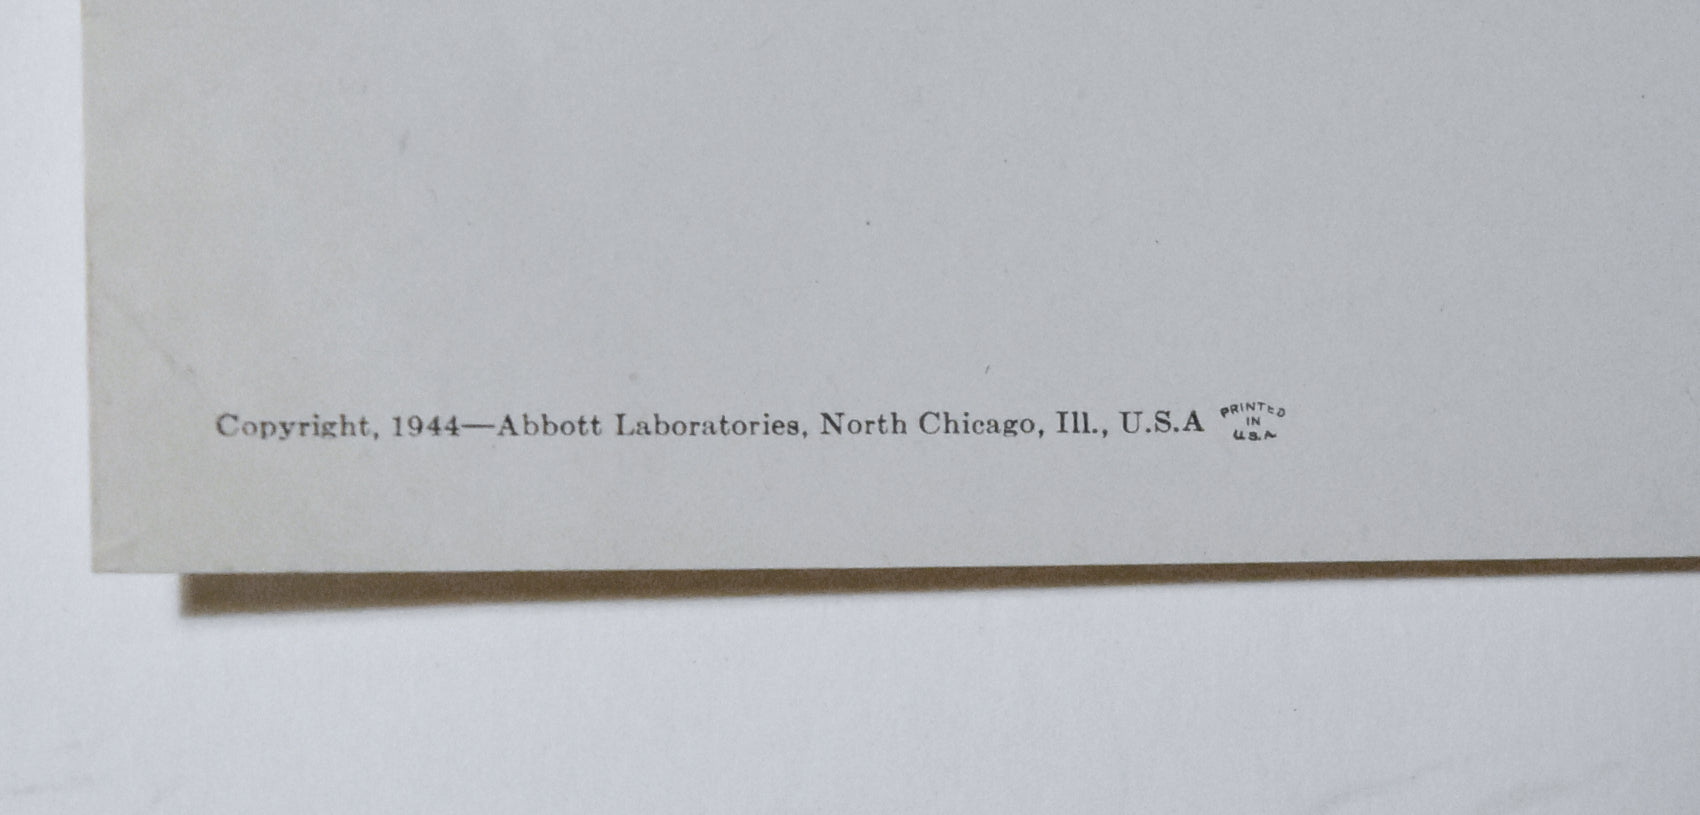 Copyright, 1944—Abbott Laboratories, North Chicago, Ill., U.S.A
PRINTED
IN
U.S.A